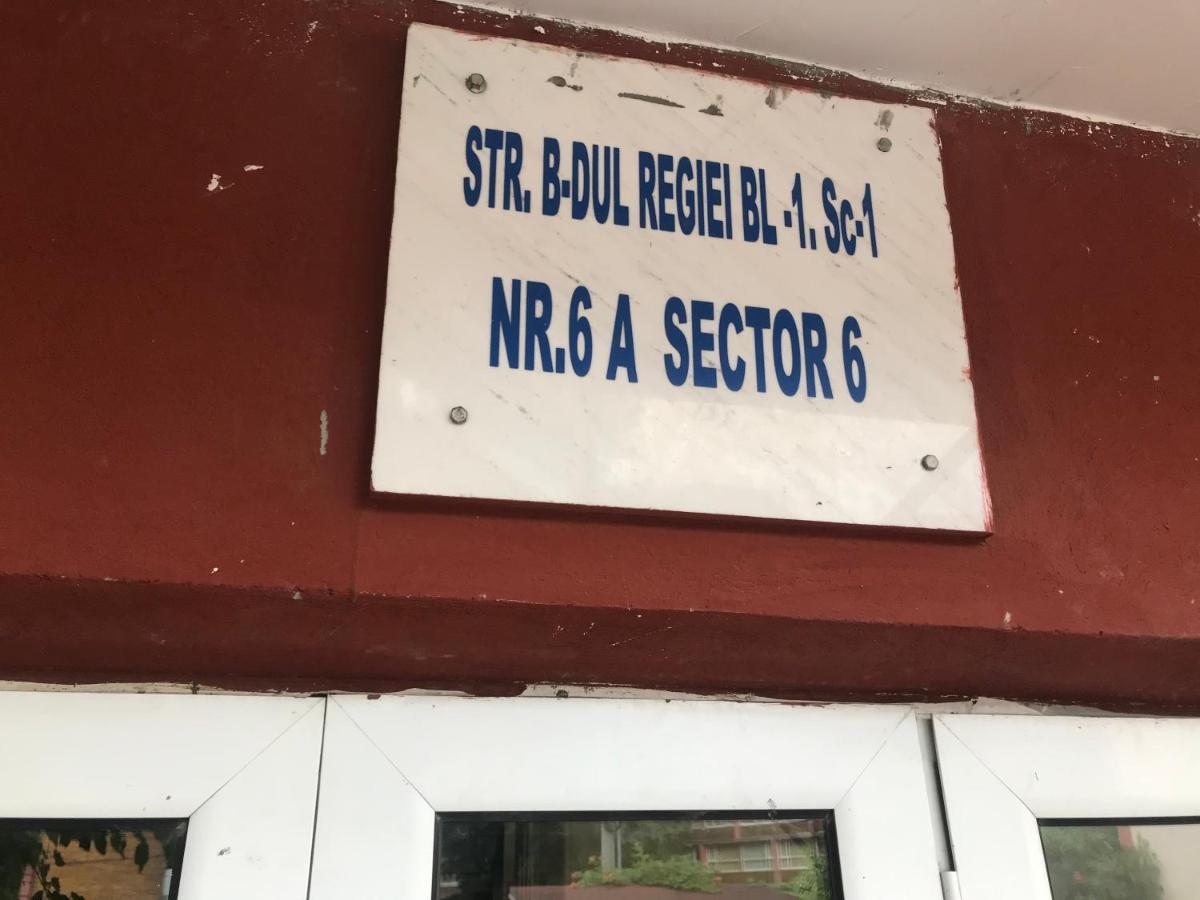 STR. B-DUL REGIEI BL -1. Sc-1
NR.6 A SECTOR 6